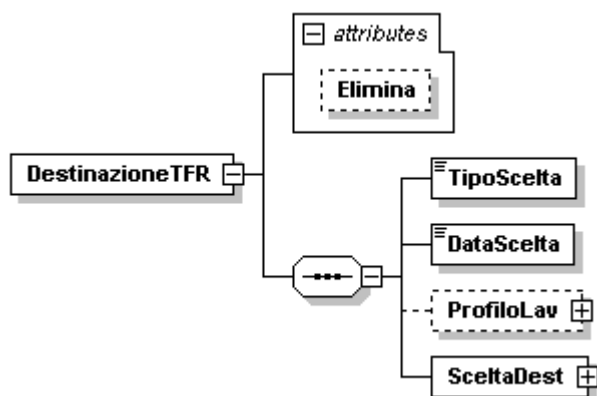 attributes
Elimina
DestinazioneTFR
TipoScelta
DataScelta
ProfiloLav
SceltaDest